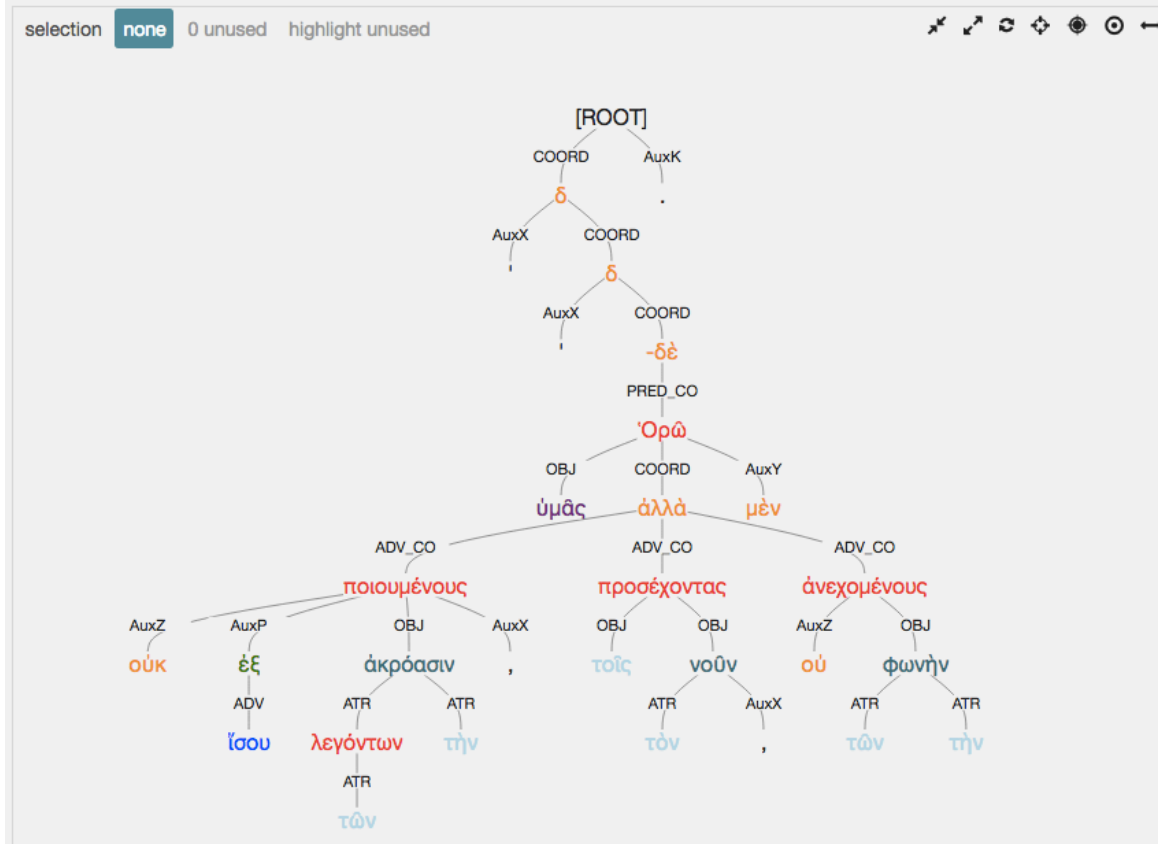 selection none 0 unused highlight unused
[ROOT]
COORD AuxK
δ .
AuxX COORD
' δ
AuxX COORD
' -δὲ
PRED_CO
Ὁρῶ
OBJ COORD AuxY
ὑμᾶς ἀλλὰ μὲν
ADV_CO ADV_CO ADV_CO
ποιουμένους προσέχοντας ἀνεχομένους
AuxZ AuxP OBJ AuxX OBJ OBJ AuxZ OBJ
οὐκ ἐξ ἀκρόασιν , τοῖς νοῦν οὐ φωνὴν
ADV ATR ATR ATR AuxX ATR ATR
ἴσου λεγόντων τὴν τὸν , τῶν τὴν
ATR
τῶν